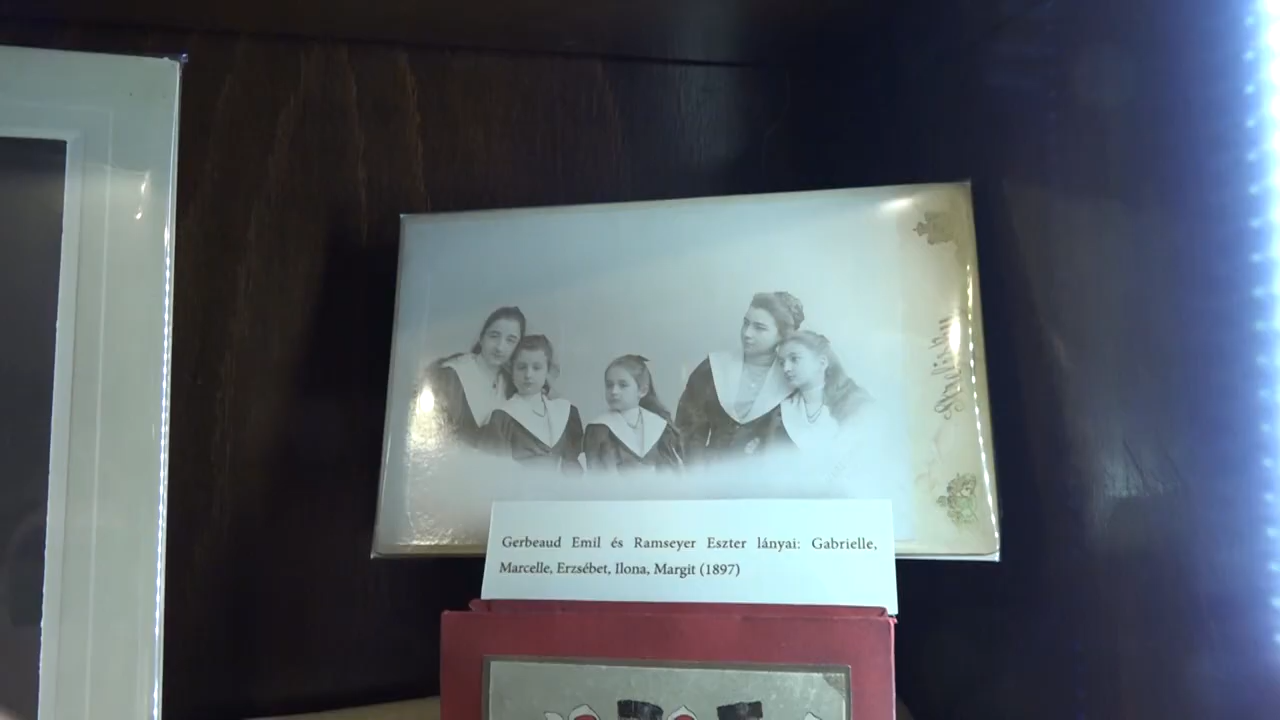 Gerbeaud Emil és Ramseyer Eszter lányai: Gabrielle,
Marcelle, Erzsébet, Ilona, Margit (1897)